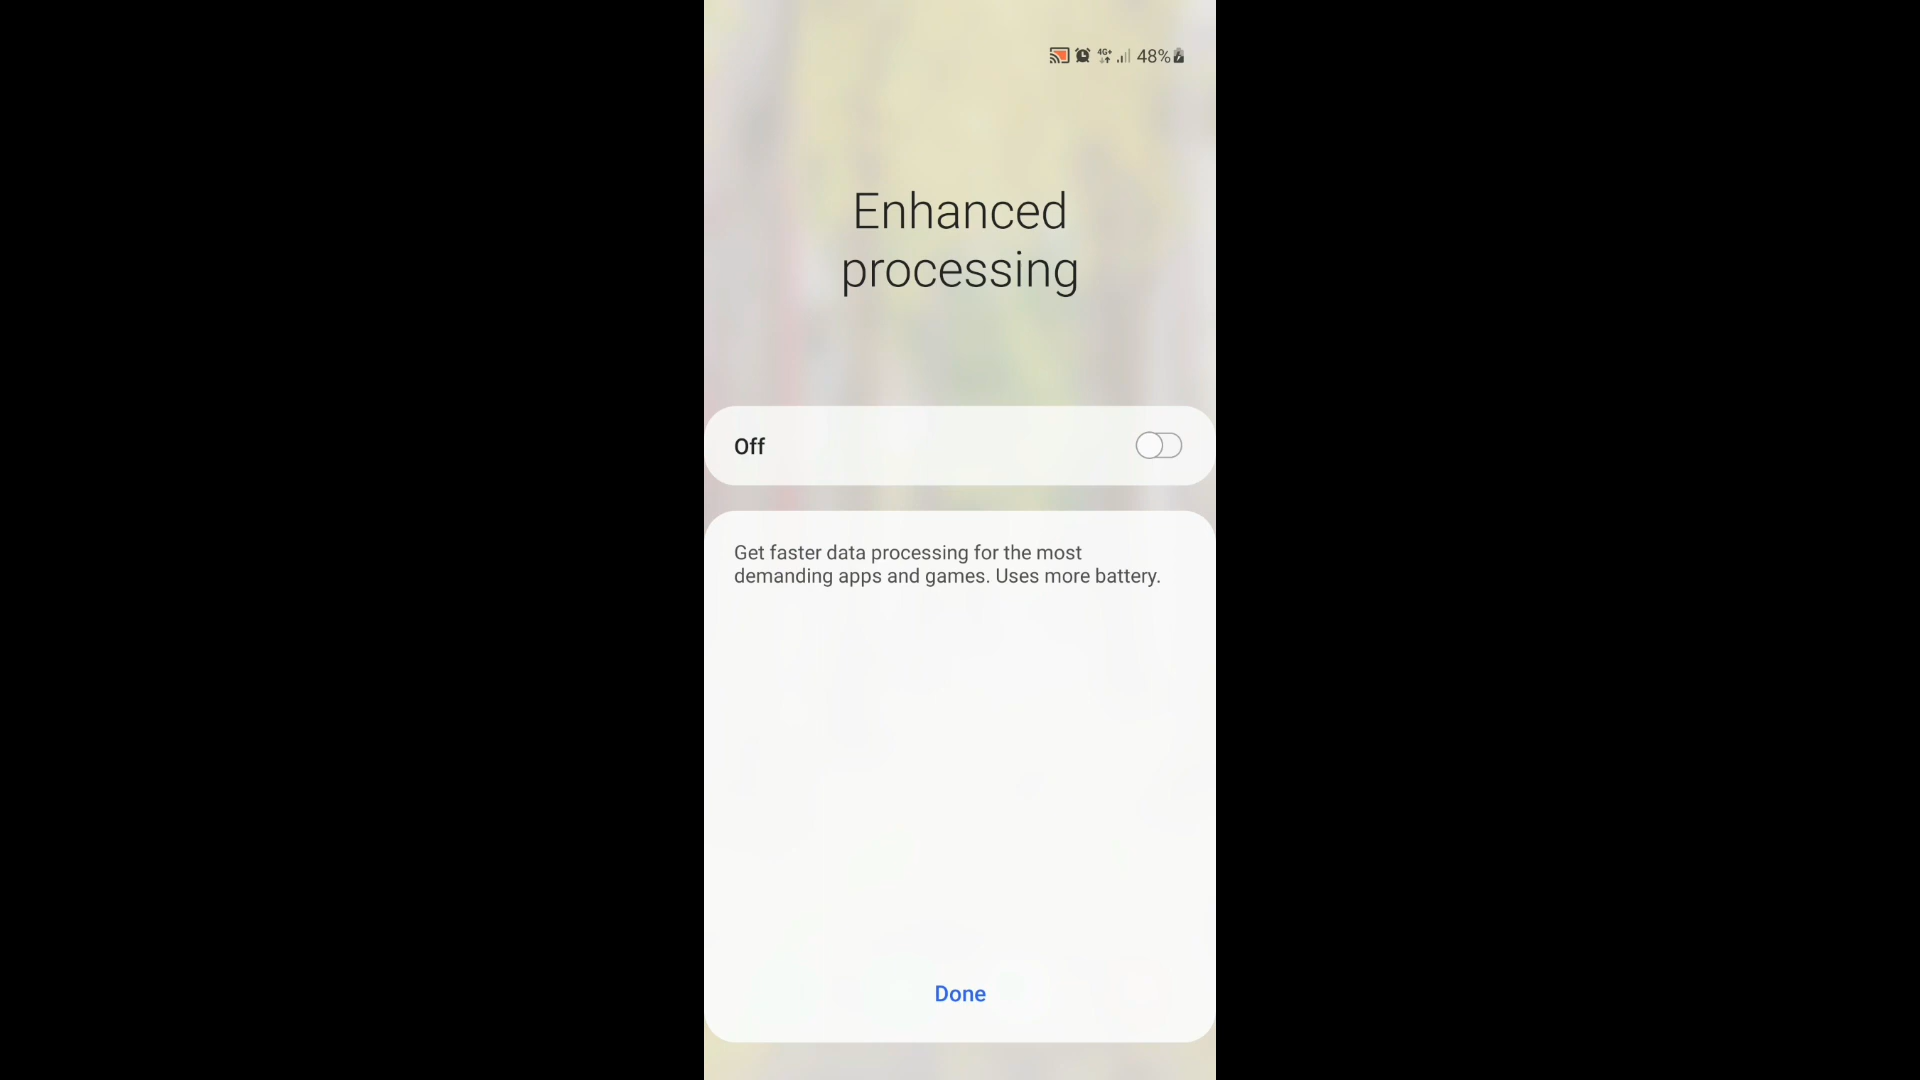 4G+ 48%
Enhanced
processing
Off
Get faster data processing for the most
demanding apps and games. Uses more battery.
Done